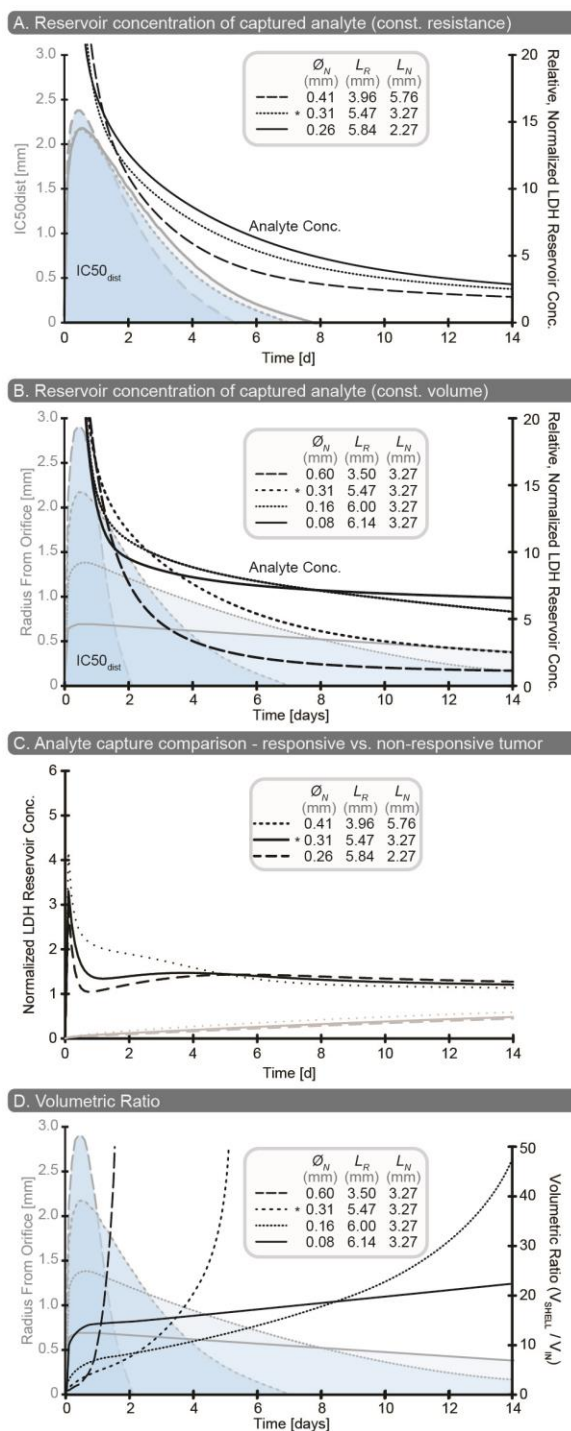 A. Reservoir concentration of captured analyte (const. resistance)
Ø_N L_R L_N
(mm) (mm) (mm)
0.41 3.96 5.76
* 0.31 5.47 3.27
0.26 5.84 2.27
3.0
2.5
2.0
1.5
1.0
0.5
0
IC50dist [mm]
20
15
10
5
0
Relative, Normalized LDH Reservoir Conc.
Analyte Conc.
IC50dist
0 2 4 6 8 10 12 14
Time [d]
B. Reservoir concentration of captured analyte (const. volume)
Ø_N L_R L_N
(mm) (mm) (mm)
0.60 3.50 3.27
* 0.31 5.47 3.27
0.16 6.00 3.27
0.08 6.14 3.27
3.0
2.5
2.0
1.5
1.0
0.5
0
Radius From Orifice [mm]
20
15
10
5
0
Relative, Normalized LDH Reservoir Conc.
Analyte Conc.
IC50dist
0 2 4 6 8 10 12 14
Time [days]
C. Analyte capture comparison - responsive vs. non-responsive tumor
Ø_N L_R L_N
(mm) (mm) (mm)
0.41 3.96 5.76
* 0.31 5.47 3.27
0.26 5.84 2.27
6
5
4
3
2
1
0
Normalized LDH Reservoir Conc.
0 2 4 6 8 10 12 14
Time [d]
D. Volumetric Ratio
Ø_N L_R L_N
(mm) (mm) (mm)
0.60 3.50 3.27
* 0.31 5.47 3.27
0.16 6.00 3.27
0.08 6.14 3.27
3.0
2.5
2.0
1.5
1.0
0.5
0
Radius From Orifice [mm]
50
40
30
20
10
0
Volumetric Ratio (V_SHELL / V_IN)
0 2 4 6 8 10 12 14
Time [days]